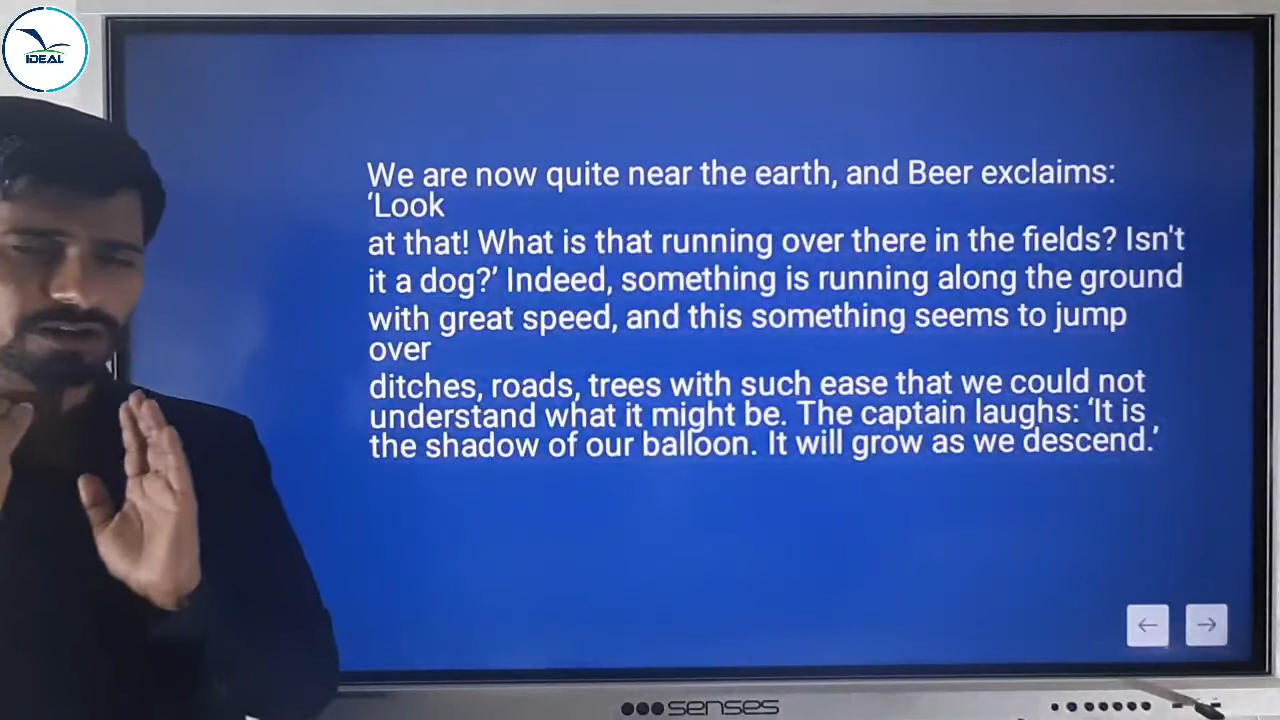 IDEAL
We are now quite near the earth, and Beer exclaims:
‘Look
at that! What is that running over there in the fields? Isn't
it a dog?’ Indeed, something is running along the ground
with great speed, and this something seems to jump
over
ditches, roads, trees with such ease that we could not
understand what it might be. The captain laughs: ‘It is
the shadow of our balloon. It will grow as we descend.’
senses